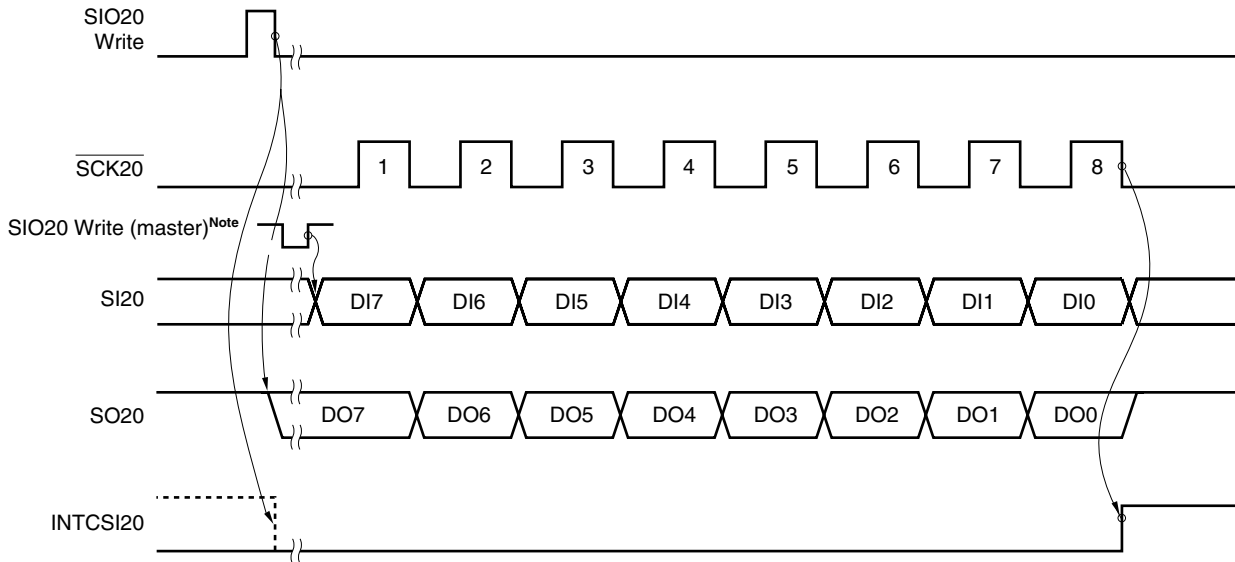 SIO20
Write
SCK20
1 2 3 4 5 6 7 8
SIO20 Write (master)Note
SI20
DI7 DI6 DI5 DI4 DI3 DI2 DI1 DI0
SO20
DO7 DO6 DO5 DO4 DO3 DO2 DO1 DO0
INTCSI20